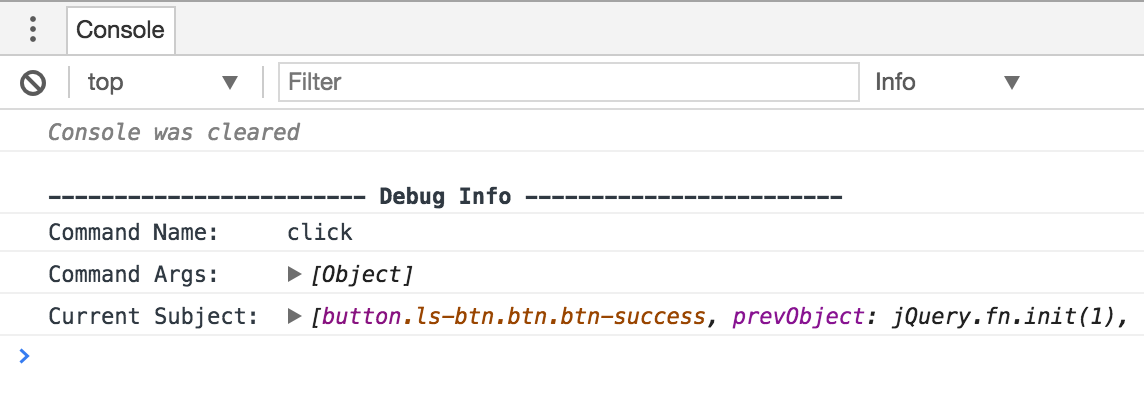 Console
top Filter Info
Console was cleared
------------------------ Debug Info ------------------------
Command Name: click
Command Args: [Object]
Current Subject: [button.ls-btn.btn.btn-success, prevObject: jQuery.fn.init(1),